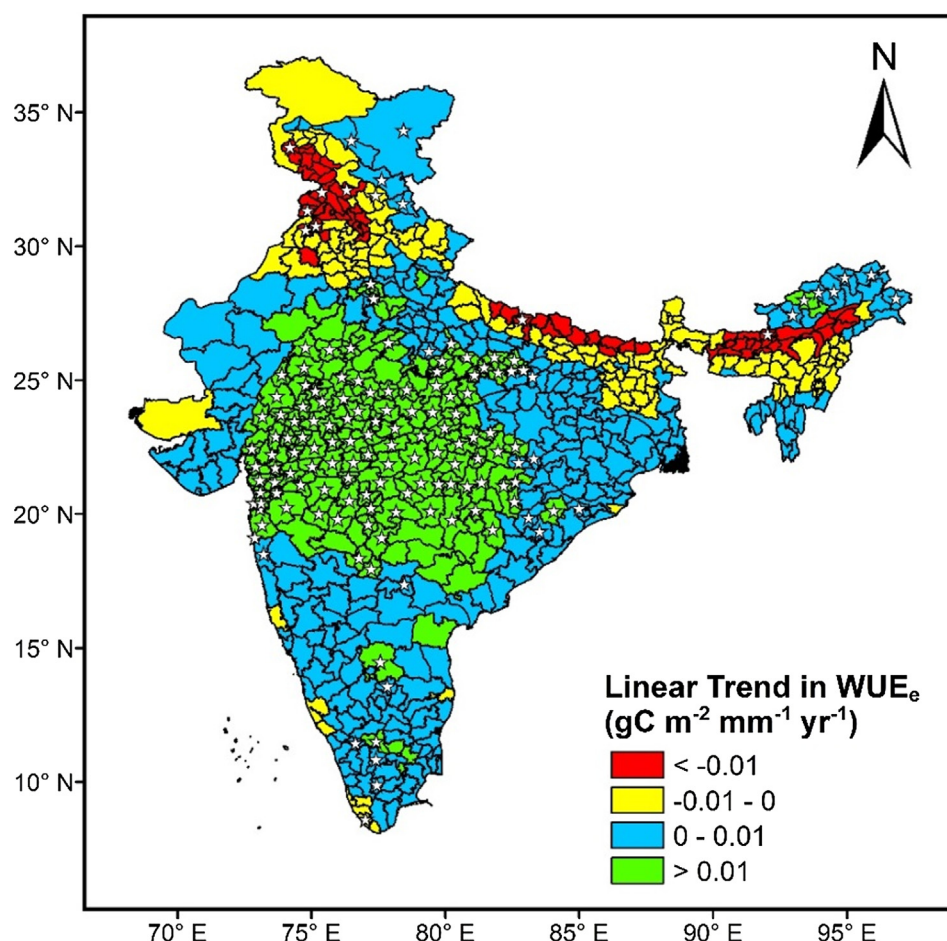 N
35° N
30° N
25° N
20° N
15° N
10° N
Linear Trend in WUEₑ
(gC m⁻² mm⁻¹ yr⁻¹)
< -0.01
-0.01 - 0
0 - 0.01
> 0.01
70° E 75° E 80° E 85° E 90° E 95° E